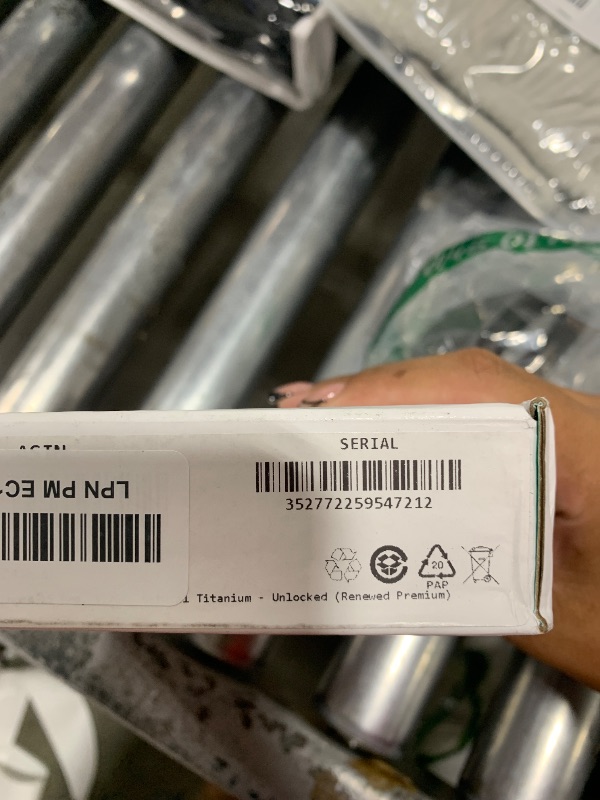 SERIAL
352772259547212
LPN PM EC
20
PAP
Titanium - Unlocked (Renewed Premium)